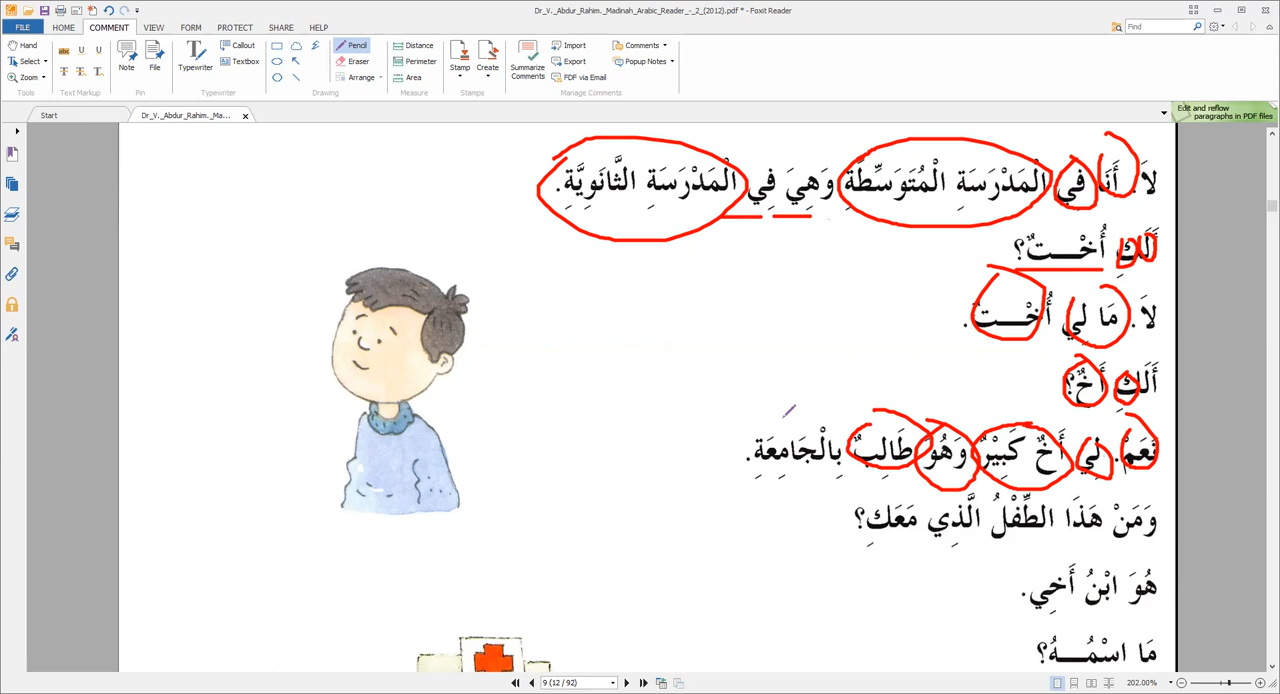 Dr_V._Abdur_Rahim._Madinah_Arabic_Reader_-_2_(2012).pdf * - Foxit Reader
FILE HOME COMMENT VIEW FORM PROTECT SHARE HELP
Find
Hand
Select
Zoom
Tools
Text Markup
Note
File
Pin
Typewriter
Callout
Textbox
Typewriter
Pencil
Eraser
Arrange
Drawing
Distance
Perimeter
Area
Measure
Stamp
Create
Stamps
Summarize Comments
Import
Export
FDF via Email
Comments
Popup Notes
Manage Comments
Start
Dr_V._Abdur_Rahim._Ma...
Edit and reflow
paragraphs in PDF files
لاَ. أَنَا فِي الْمَدْرَسَةِ الْمُتَوَسِّطَةِ وَهِيَ فِي الْمَدْرَسَةِ الثَّانَوِيَّةِ.
أَلَكِ أُخْـــتٌ؟
لاَ. مَا لِي أُخْـــتٌ.
أَلَكِ أَخٌ؟
نَعَمْ. لِي أَخٌ كَبِيْرٌ وَهُوَ طَالِبٌ بِالْجَامِعَةِ.
وَمَنْ هَذَا الطِّفْلُ الَّذِي مَعَكِ؟
هُوَ ابْنُ أَخِي.
مَا اسْمُـــهُ؟
9 (12 / 92)
202.00%